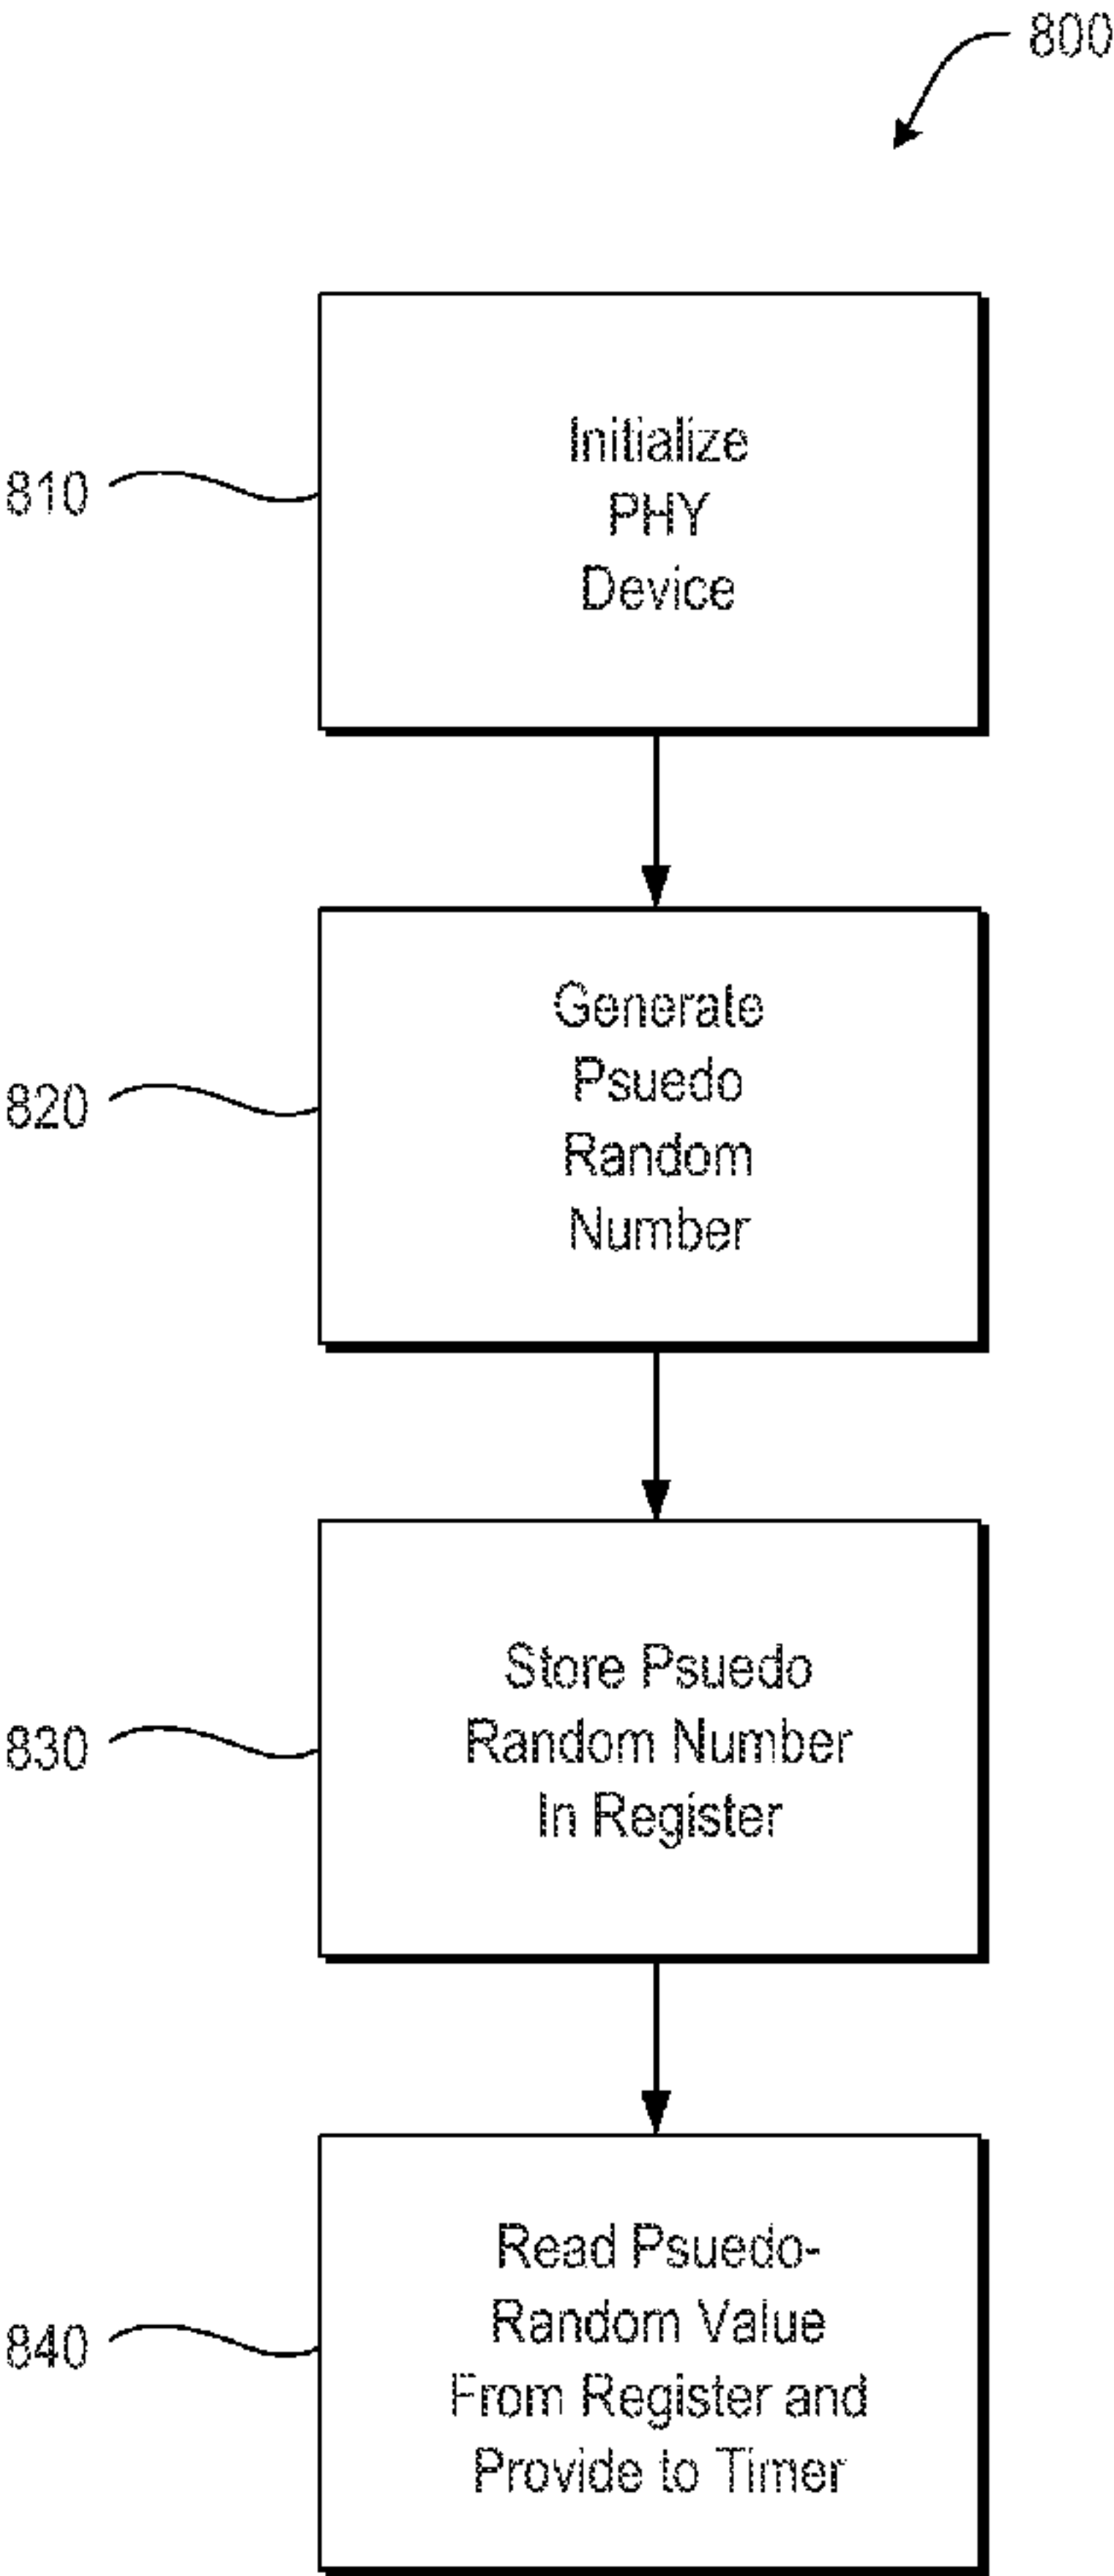 800
810
Initialize
PHY
Device
820
Generate
Psuedo
Random
Number
830
Store Psuedo
Random Number
In Register
840
Read Psuedo-
Random Value
From Register and
Provide to Timer